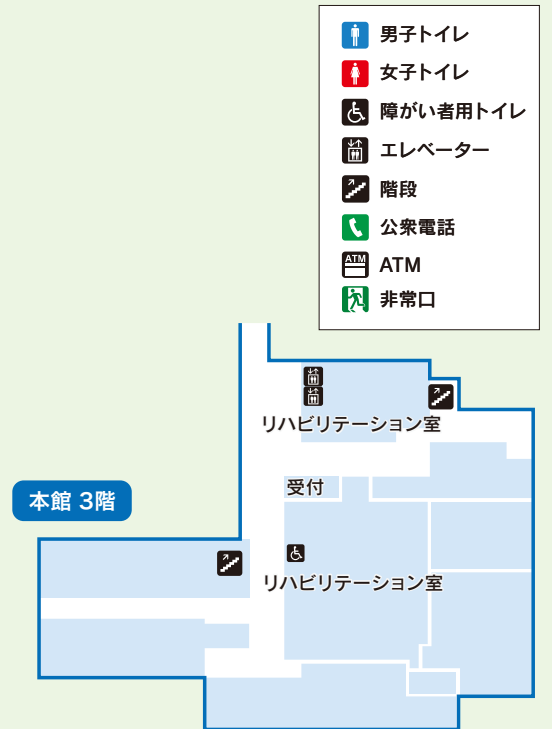 男子トイレ
女子トイレ
障がい者用トイレ
エレベーター
階段
公衆電話
ATM
ATM
非常口
リハビリテーション室
受付
本館 3階
リハビリテーション室